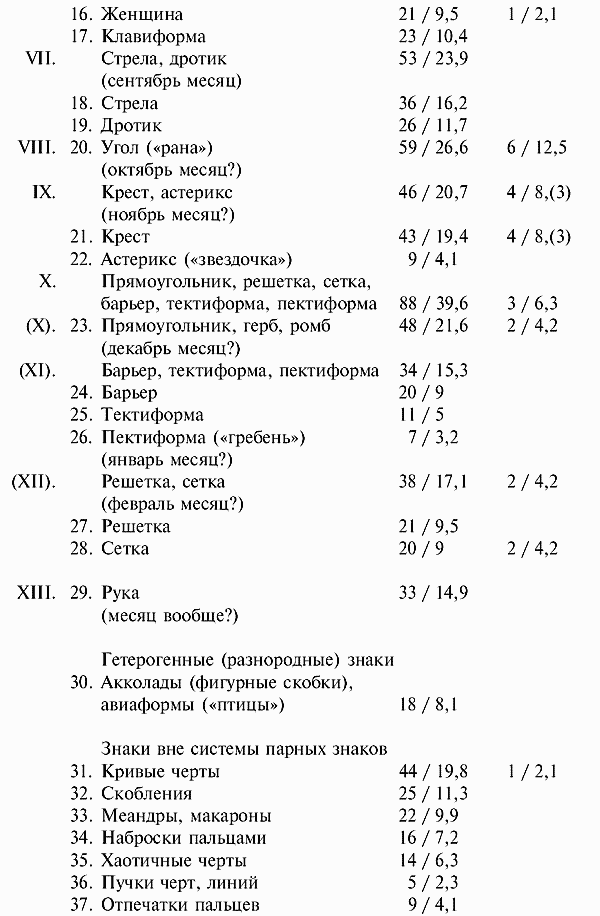 16. Женщина 21 / 9,5 1 / 2,1
17. Клавиформа 23 / 10,4
VII. Стрела, дротик 53 / 23,9
(сентябрь месяц)
18. Стрела 36 / 16,2
19. Дротик 26 / 11,7
VIII. 20. Угол («рана») 59 / 26,6 6 / 12,5
(октябрь месяц?)
IX. Крест, астерикс 46 / 20,7 4 / 8,(3)
(ноябрь месяц?)
21. Крест 43 / 19,4 4 / 8,(3)
22. Астерикс («звездочка») 9 / 4,1
X. Прямоугольник, решетка, сетка,
барьер, тектиформа, пектиформа 88 / 39,6 3 / 6,3
(X). 23. Прямоугольник, герб, ромб 48 / 21,6 2 / 4,2
(декабрь месяц?)
(XI). Барьер, тектиформа, пектиформа 34 / 15,3
24. Барьер 20 / 9
25. Тектиформа 11 / 5
26. Пектиформа («гребень») 7 / 3,2
(январь месяц?)
(XII). Решетка, сетка 38 / 17,1 2 / 4,2
(февраль месяц?)
27. Решетка 21 / 9,5
28. Сетка 20 / 9 2 / 4,2
XIII. 29. Рука 33 / 14,9
(месяц вообще?)
Гетерогенные (разнородные) знаки
30. Акколады (фигурные скобки),
авиаформы («птицы») 18 / 8,1
Знаки вне системы парных знаков
31. Кривые черты 44 / 19,8 1 / 2,1
32. Скобления 25 / 11,3
33. Меандры, макароны 22 / 9,9
34. Наброски пальцами 16 / 7,2
35. Хаотичные черты 14 / 6,3
36. Пучки черт, линий 5 / 2,3
37. Отпечатки пальцев 9 / 4,1